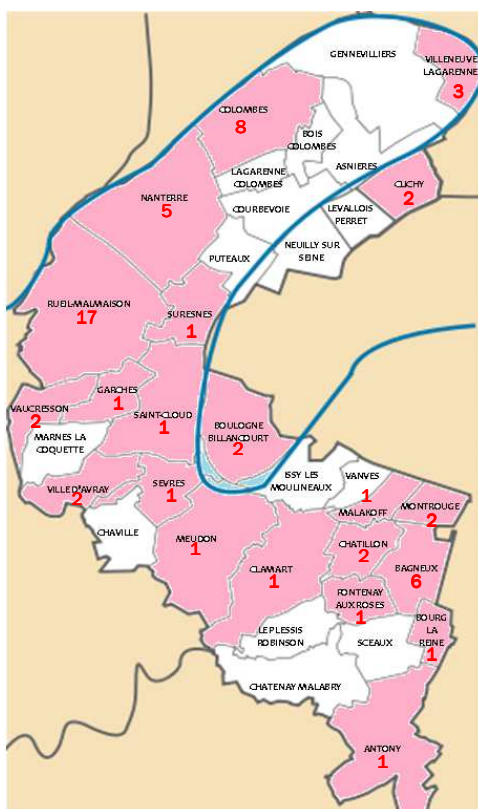 GENNEVILLIERS
VILLENEUVE
LAGARENNE
3
COLOMBES
8
BOIS
COLOMBES
ASNIERES
LAGARENNE
COLOMBES
CLICHY
2
NANTERRE
5
COURBEVOIE
LEVALLOIS
PERRET
NEUILLY SUR
SEINE
PUTEAUX
RUEIL-MALMAISON
17
SURESNES
1
GARCHES
1
VAUCRESSON
2
SAINT-CLOUD
1
BOULOGNE
BILLANCOURT
2
MARNES LA
COQUETTE
VILLE D'AVRAY
2
SEVRES
1
ISSY LES
MOULINEAUX
VANVES
1
MALAKOFF
MONTROUGE
2
CHAVILLE
MEUDON
1
CHATILLON
2
BAGNEUX
6
CLAMART
1
FONTENAY
AUX ROSES
1
BOURG
LA
REINE
1
LE PLESSIS
ROBINSON
SCEAUX
CHATENAY MALABRY
ANTONY
1